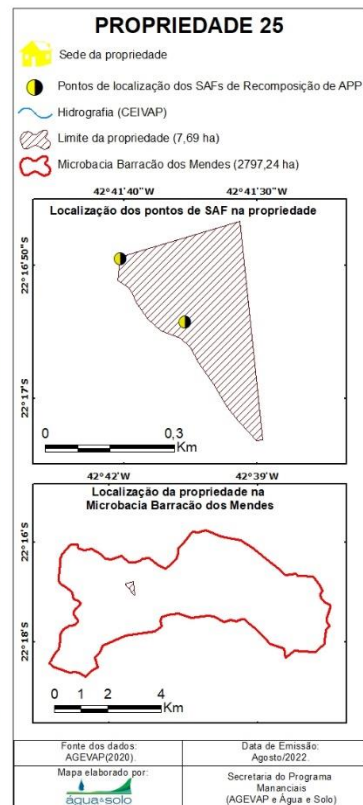 PROPRIEDADE 25
Sede da propriedade
Pontos de localização dos SAFs de Recomposição de APP
Hidrografia (CEIVAP)
Limite da propriedade (7,69 ha)
Microbacia Barracão dos Mendes (2797,24 ha)
42°41'40"W 42°41'30"W
Localização dos pontos de SAF na propriedade
22°16'50"S
22°17'S
0 0,3
Km
42°42'W 42°39'W
Localização da propriedade na
Microbacia Barracão dos Mendes
22°16'S
22°18'S
0 1 2 4
Km
Fonte dos dados:
AGEVAP(2020).
Data de Emissão:
Agosto/2022.
Mapa elaborado por:
água&solo
Secretaria do Programa
Mananciais
(AGEVAP e Água e Solo)